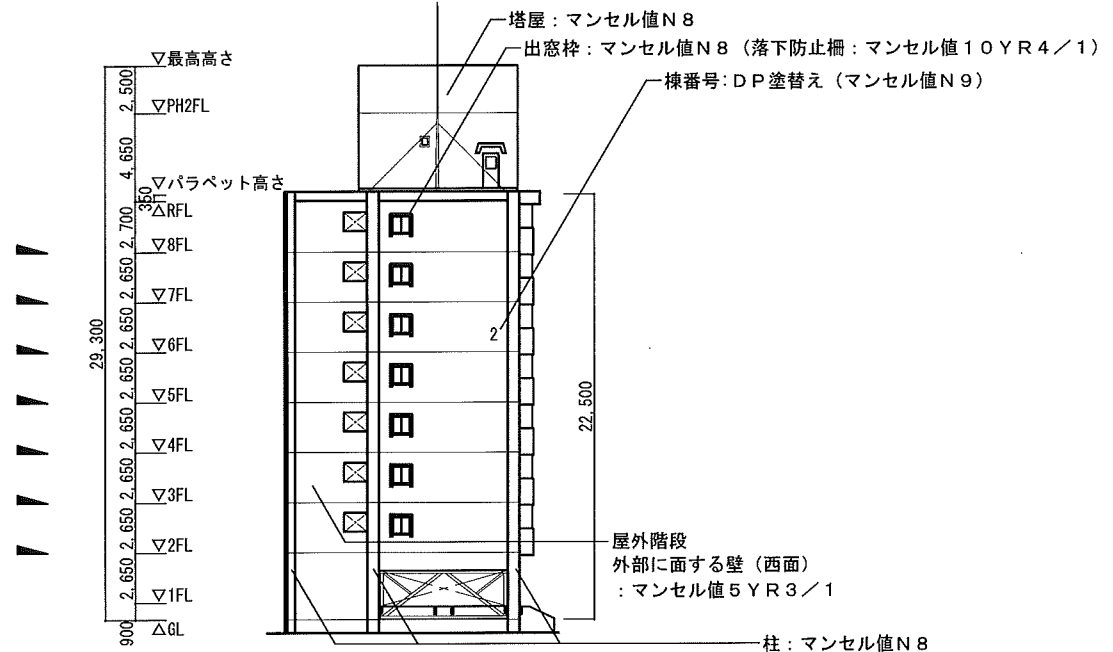 塔屋：マンセル値Ｎ８
出窓枠：マンセル値Ｎ８（落下防止柵：マンセル値１０ＹＲ４／１）
棟番号：ＤＰ塗替え（マンセル値Ｎ９）
▽最高高さ
2,500
▽PH2FL
4,650
▽パラペット高さ
350
△RFL
2,700
▽8FL
2,650
▽7FL
2,650
▽6FL
2,650
▽5FL
2,650
▽4FL
2,650
▽3FL
2,650
▽2FL
2,650
▽1FL
900
△GL
29,300
2
22,500
屋外階段
外部に面する壁（西面）
：マンセル値５ＹＲ３／１
柱：マンセル値Ｎ８